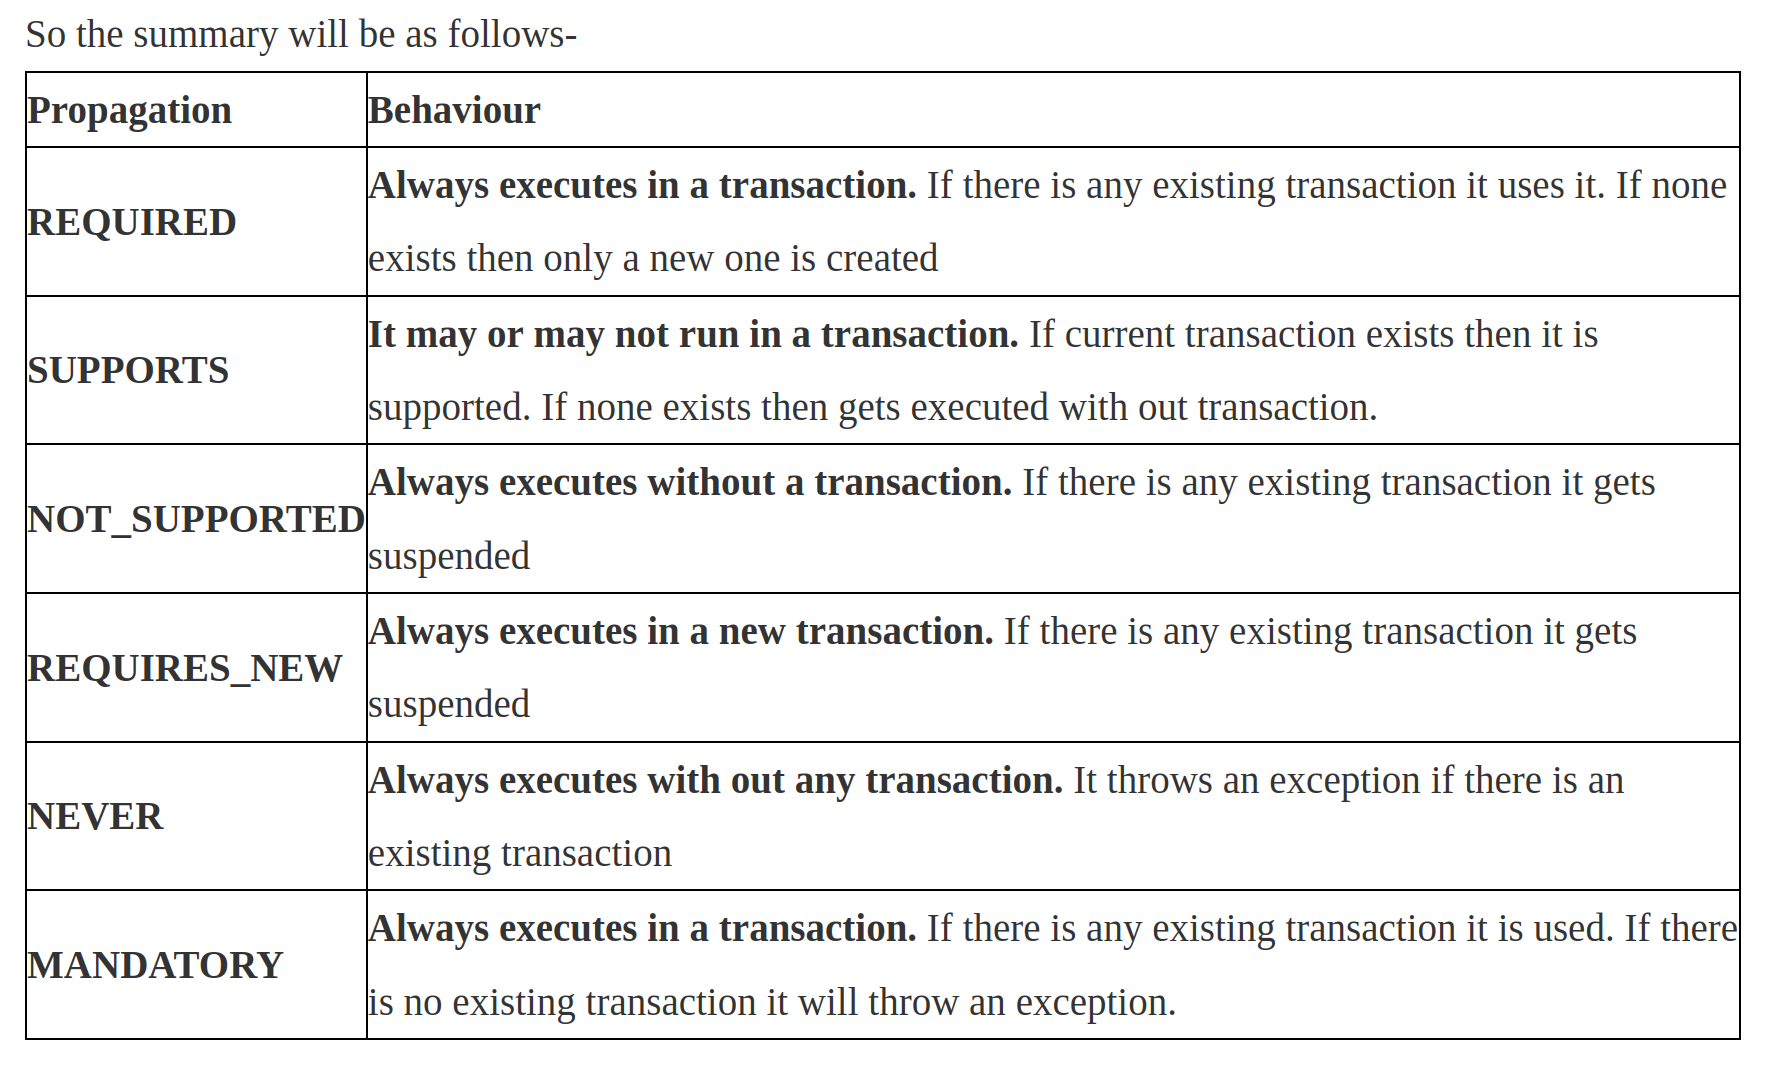 So the summary will be as follows-
Propagation
Behaviour
REQUIRED
Always executes in a transaction. If there is any existing transaction it uses it. If none
exists then only a new one is created
SUPPORTS
It may or may not run in a transaction. If current transaction exists then it is
supported. If none exists then gets executed with out transaction.
NOT_SUPPORTED
Always executes without a transaction. If there is any existing transaction it gets
suspended
REQUIRES_NEW
Always executes in a new transaction. If there is any existing transaction it gets
suspended
NEVER
Always executes with out any transaction. It throws an exception if there is an
existing transaction
MANDATORY
Always executes in a transaction. If there is any existing transaction it is used. If there
is no existing transaction it will throw an exception.